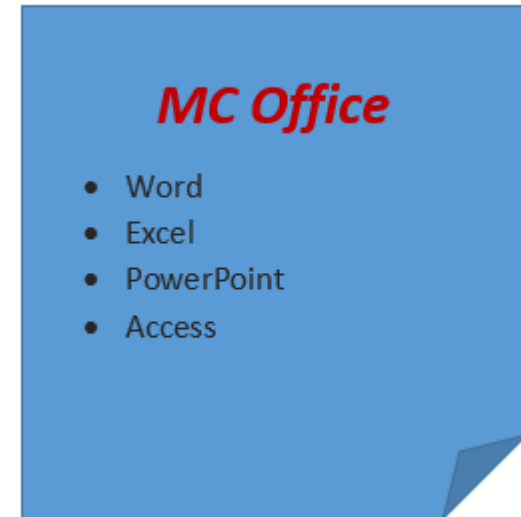 MC Office
• Word
• Excel
• PowerPoint
• Access